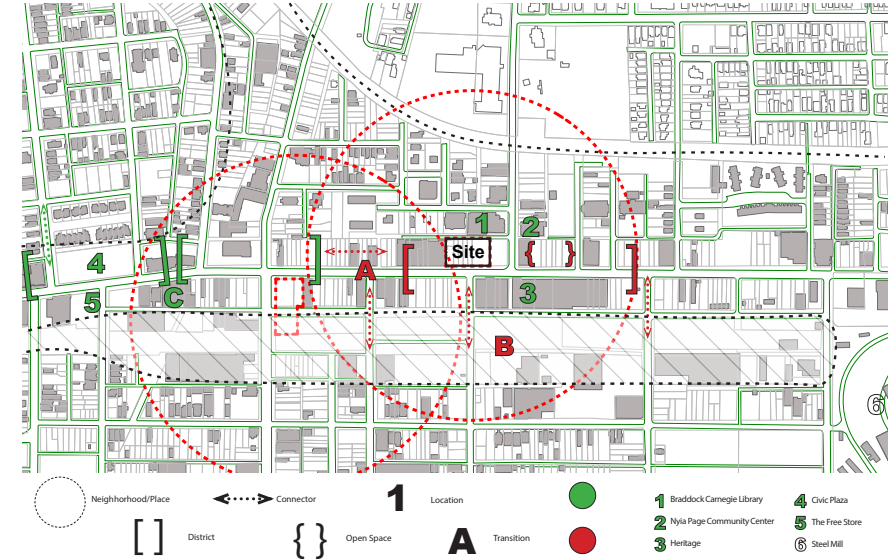 1
2
Site
4
A
C
5
3
B
6
Neighborhood/Place
Connector
1
Location
[ ]
District
{ }
Open Space
A
Transition
1 Braddock Carnegie Library
2 Nyia Page Community Center
3 Heritage
4 Civic Plaza
5 The Free Store
6 Steel Mill